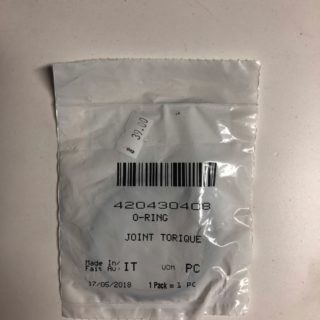 $ 39.00
420430408
O-RING
JOINT TORIQUE
Made In/
Fait Au: IT UOM PC
17/05/2018 1 Pack = 1 PC